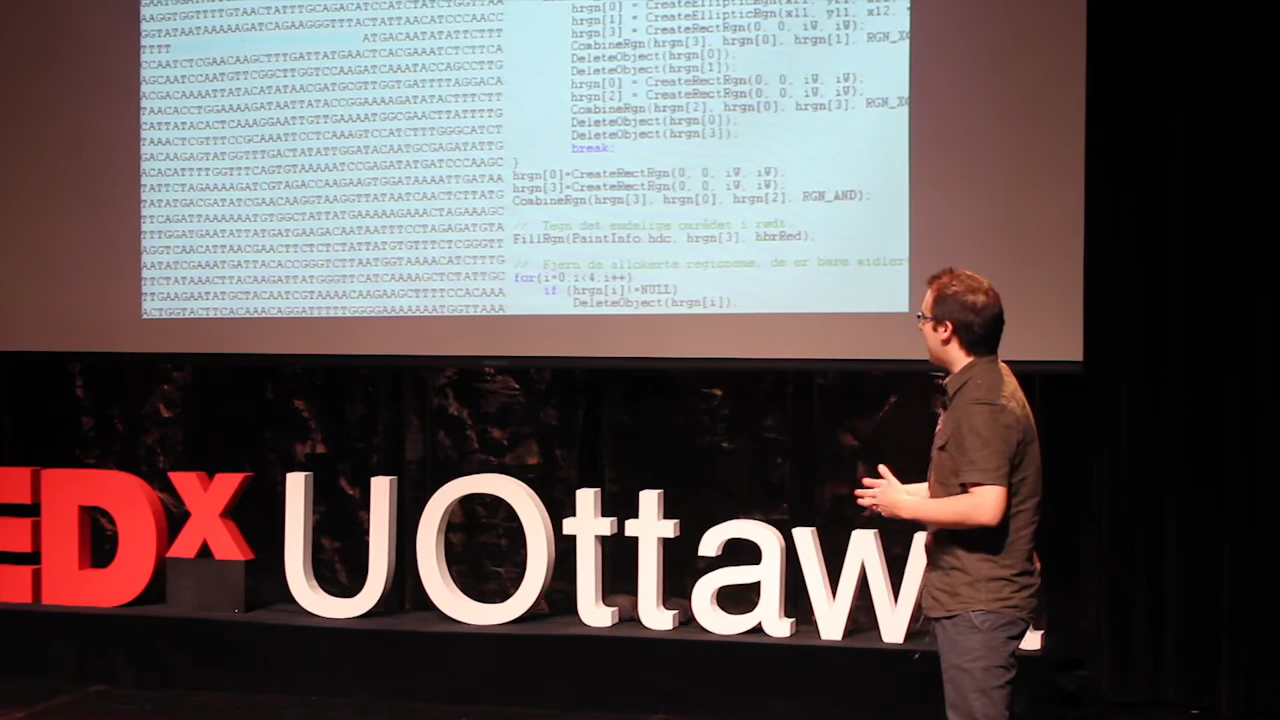 AAGGTGGTTTTGTAACTATTTGCAGACATCCATCTATCTGGTTAA
GGTATAATAAAAAGATCAGAAGGGTTTACTATTAACATCCCAACC
ATGACAATATATTCTTT
TTTT
CCAATCTCGAACAAGCTTTGATTATGAACTCACGAAATCTCTTCA
AGCAATCCAATGTTCGGCTTGGTCCAAGATCAAATACCAGCCTTG
ACGACAAAATTATACATATAACGATGCGTTGGTGATTTTAGGACA
TAACACCTGGAAAAGATAATTATACCGGAAAAGATATACTTTCTT
CATTATACACTCAAAGGAATTGTTGAAAATGGCGAACTTATTTTG
TAAACTCGTTTCCGCAAATTCCTCAAAGTCCATCTTTGGGCATCT
GACAAGAGTATGGTTTGACTATATTGGATACAATGCGAGATATTG
ACACATTTTGGTTTCAGTGTAAAAATCCGAGATATGATCCCAAGC
TATTCTAGAAAAGATCGTAGACCAAGAAGTGGATAAAATTGATAA
TATATGACGATATCGAACAAGGTAAGGTTATAATCAACTCTTATG
TTCAGATTAAAAAAATGTGGCTATTATGAAAAAGAAACTAGAAAGC
TTTGGATGAATATTATGATGAAGACAATAATTTCCTAGAGATGTA
AGGTCAACATTAACGAACTTCTCTCTATTATGTGTTTCTCGGGTT
AATATCGAAATGATTACACCGGGTCTTAATGGTAAAACATCTTTG
TTCTATAAACTTACAAGATTATGGGTTTCATCAAAAGCTCTATTGC
TTGAAGAATATGCTACAATCGTAAAACAAGAAGCTTTTCCACAAA
ACTGGTACTTCACAAACAGGATTTTTGGGGAAAAAAATGGTTAAA
hrgn[0] = CreateEllipticRgn(x11, y11, x12,
hrgn[1] = CreateEllipticRgn(
hrgn[3] = CreateRectRgn(0, 0, iW, iW);
CombineRgn(hrgn[3], hrgn[0], hrgn[1], RGN_XO
DeleteObject(hrgn[0]);
DeleteObject(hrgn[1]);
hrgn[0] = CreateRectRgn(0, 0, iW, iW);
hrgn[2] = CreateRectRgn(0, 0, iW, iW);
CombineRgn(hrgn[2], hrgn[0], hrgn[3], RGN_XO
DeleteObject(hrgn[0]);
DeleteObject(hrgn[3]);
break;
}
hrgn[0]=CreateRectRgn(0, 0, iW, iW);
hrgn[3]=CreateRectRgn(0, 0, iW, iW);
CombineRgn(hrgn[3], hrgn[0], hrgn[2], RGN_AND);
// Tegn det endelige området i rødt.
FillRgn(PaintInfo.hdc, hrgn[3], hbrRed);
// Fjern de allokerte regionene, de er bare midler
for(i=0;i<4;i++)
if (hrgn[i]!=NULL)
DeleteObject(hrgn[i]);
EDx UOttaw